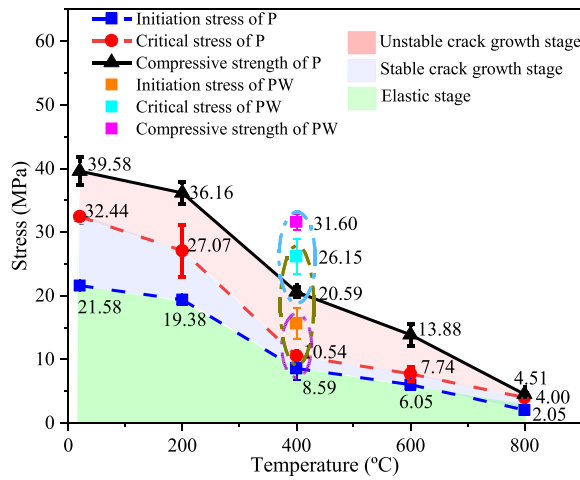 Initiation stress of P
Critical stress of P
Compressive strength of P
Initiation stress of PW
Critical stress of PW
Compressive strength of PW
Unstable crack growth stage
Stable crack growth stage
Elastic stage
Stress (MPa)
60
50
40
30
20
10
0
39.58
36.16
32.44
27.07
21.58
19.38
31.60
26.15
20.59
10.54
8.59
13.88
7.74
6.05
4.51
4.00
2.05
0 200 400 600 800
Temperature (ºC)